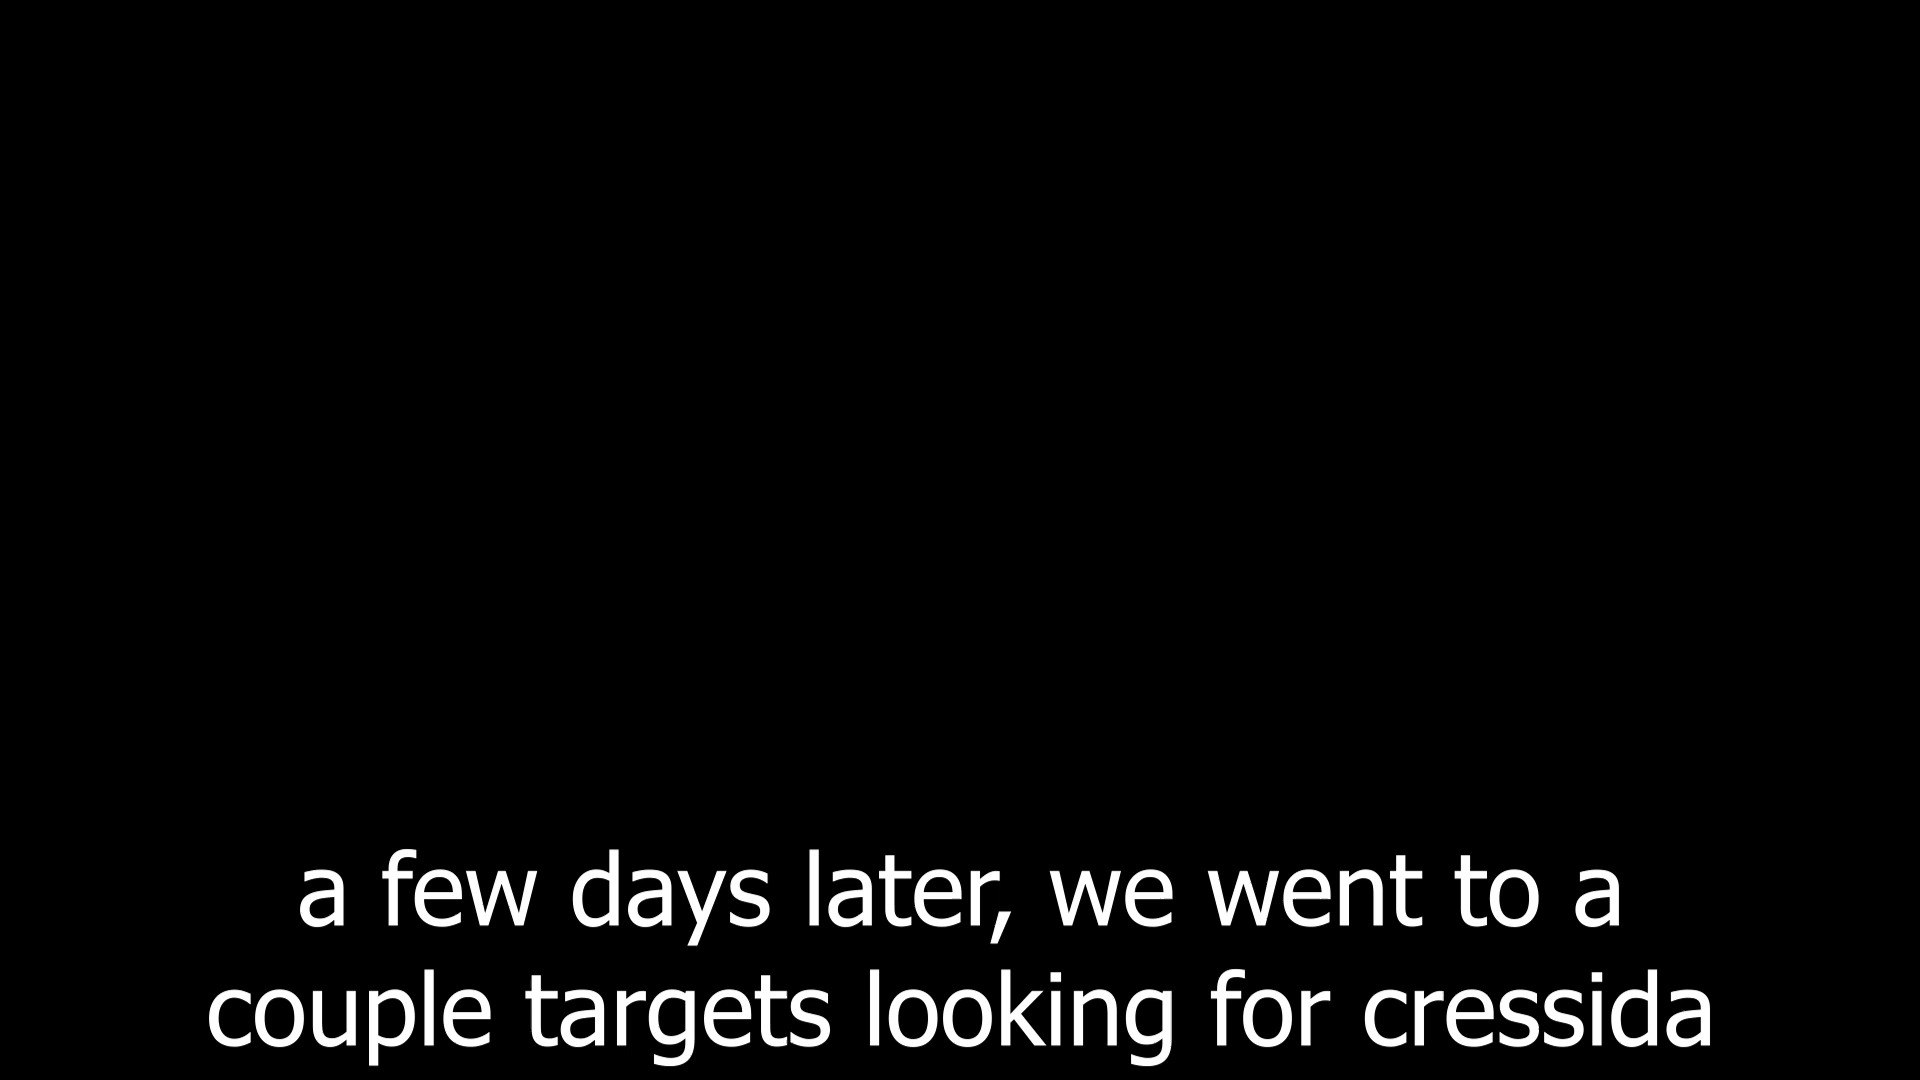 a few days later, we went to a
couple targets looking for cressida